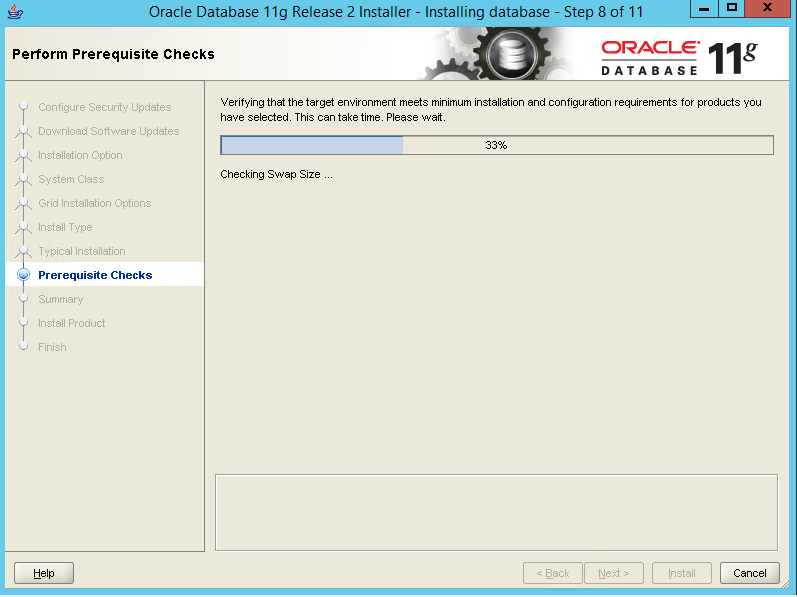 Oracle Database 11g Release 2 Installer - Installing database - Step 8 of 11
Perform Prerequisite Checks
ORACLE
DATABASE
11g
Configure Security Updates
Download Software Updates
Installation Option
System Class
Grid Installation Options
Install Type
Typical Installation
Prerequisite Checks
Summary
Install Product
Finish
Verifying that the target environment meets minimum installation and configuration requirements for products you
have selected. This can take time. Please wait.
33%
Checking Swap Size ...
Help
< Back
Next >
Install
Cancel